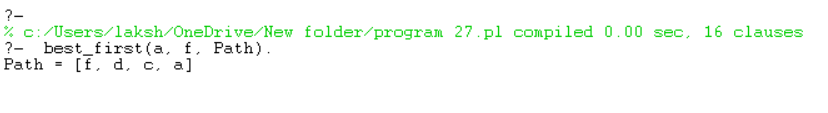 ?-
% c:/Users/laksh/OneDrive/New folder/program 27.pl compiled 0.00 sec, 16 clauses
?-  best_first(a, f, Path).
Path = [f, d, c, a]